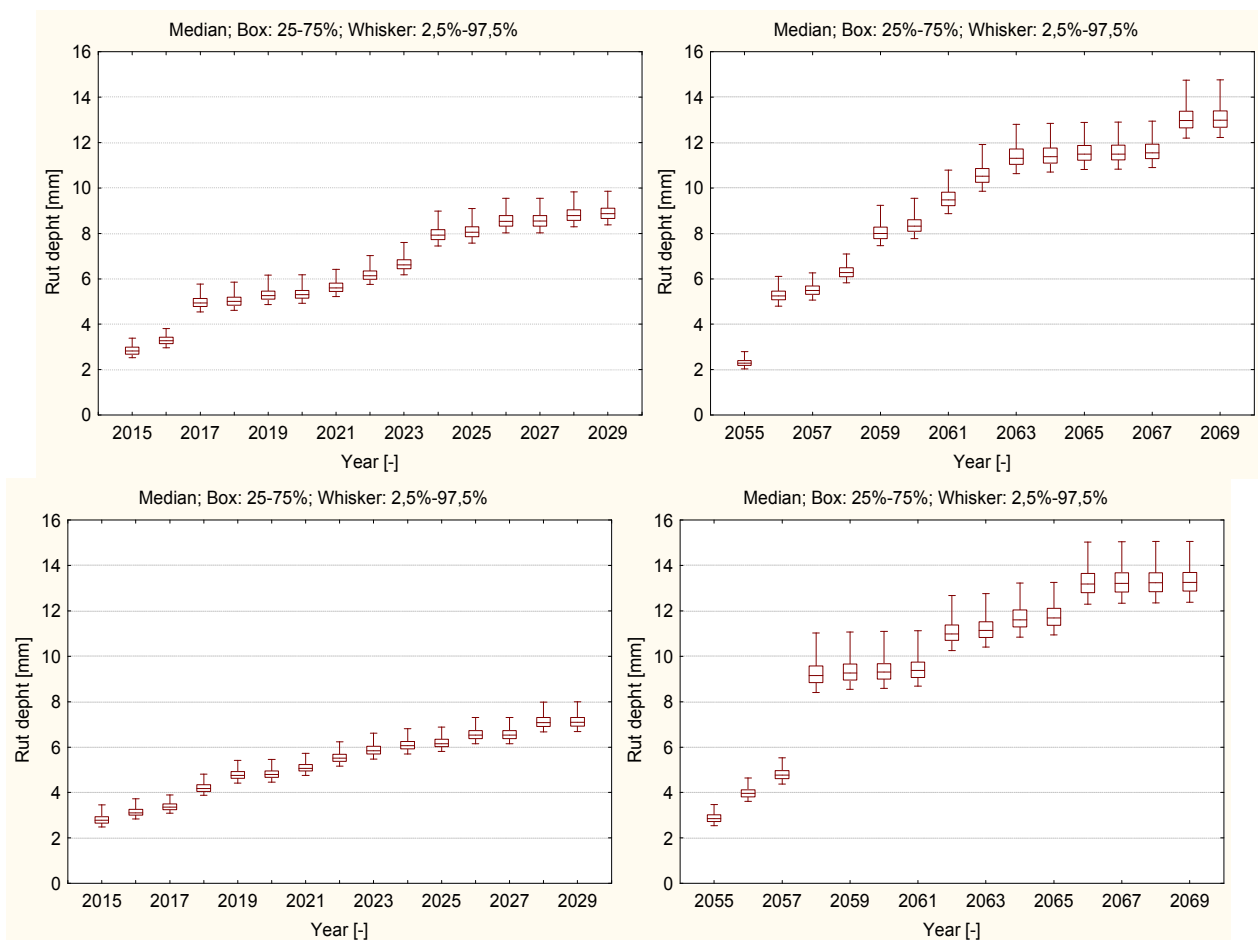 Median; Box: 25-75%; Whisker: 2,5%-97,5%
Rut depht [mm]
16
14
12
10
8
6
4
2
0
2015 2017 2019 2021 2023 2025 2027 2029
Year [-]
Median; Box: 25%-75%; Whisker: 2,5%-97,5%
Rut depht [mm]
16
14
12
10
8
6
4
2
0
2055 2057 2059 2061 2063 2065 2067 2069
Year [-]
Median; Box: 25-75%; Whisker: 2,5%-97,5%
Rut depht [mm]
16
14
12
10
8
6
4
2
0
2015 2017 2019 2021 2023 2025 2027 2029
Year [-]
Median; Box: 25%-75%; Whisker: 2,5%-97,5%
Rut depht [mm]
16
14
12
10
8
6
4
2
0
2055 2057 2059 2061 2063 2065 2067 2069
Year [-]